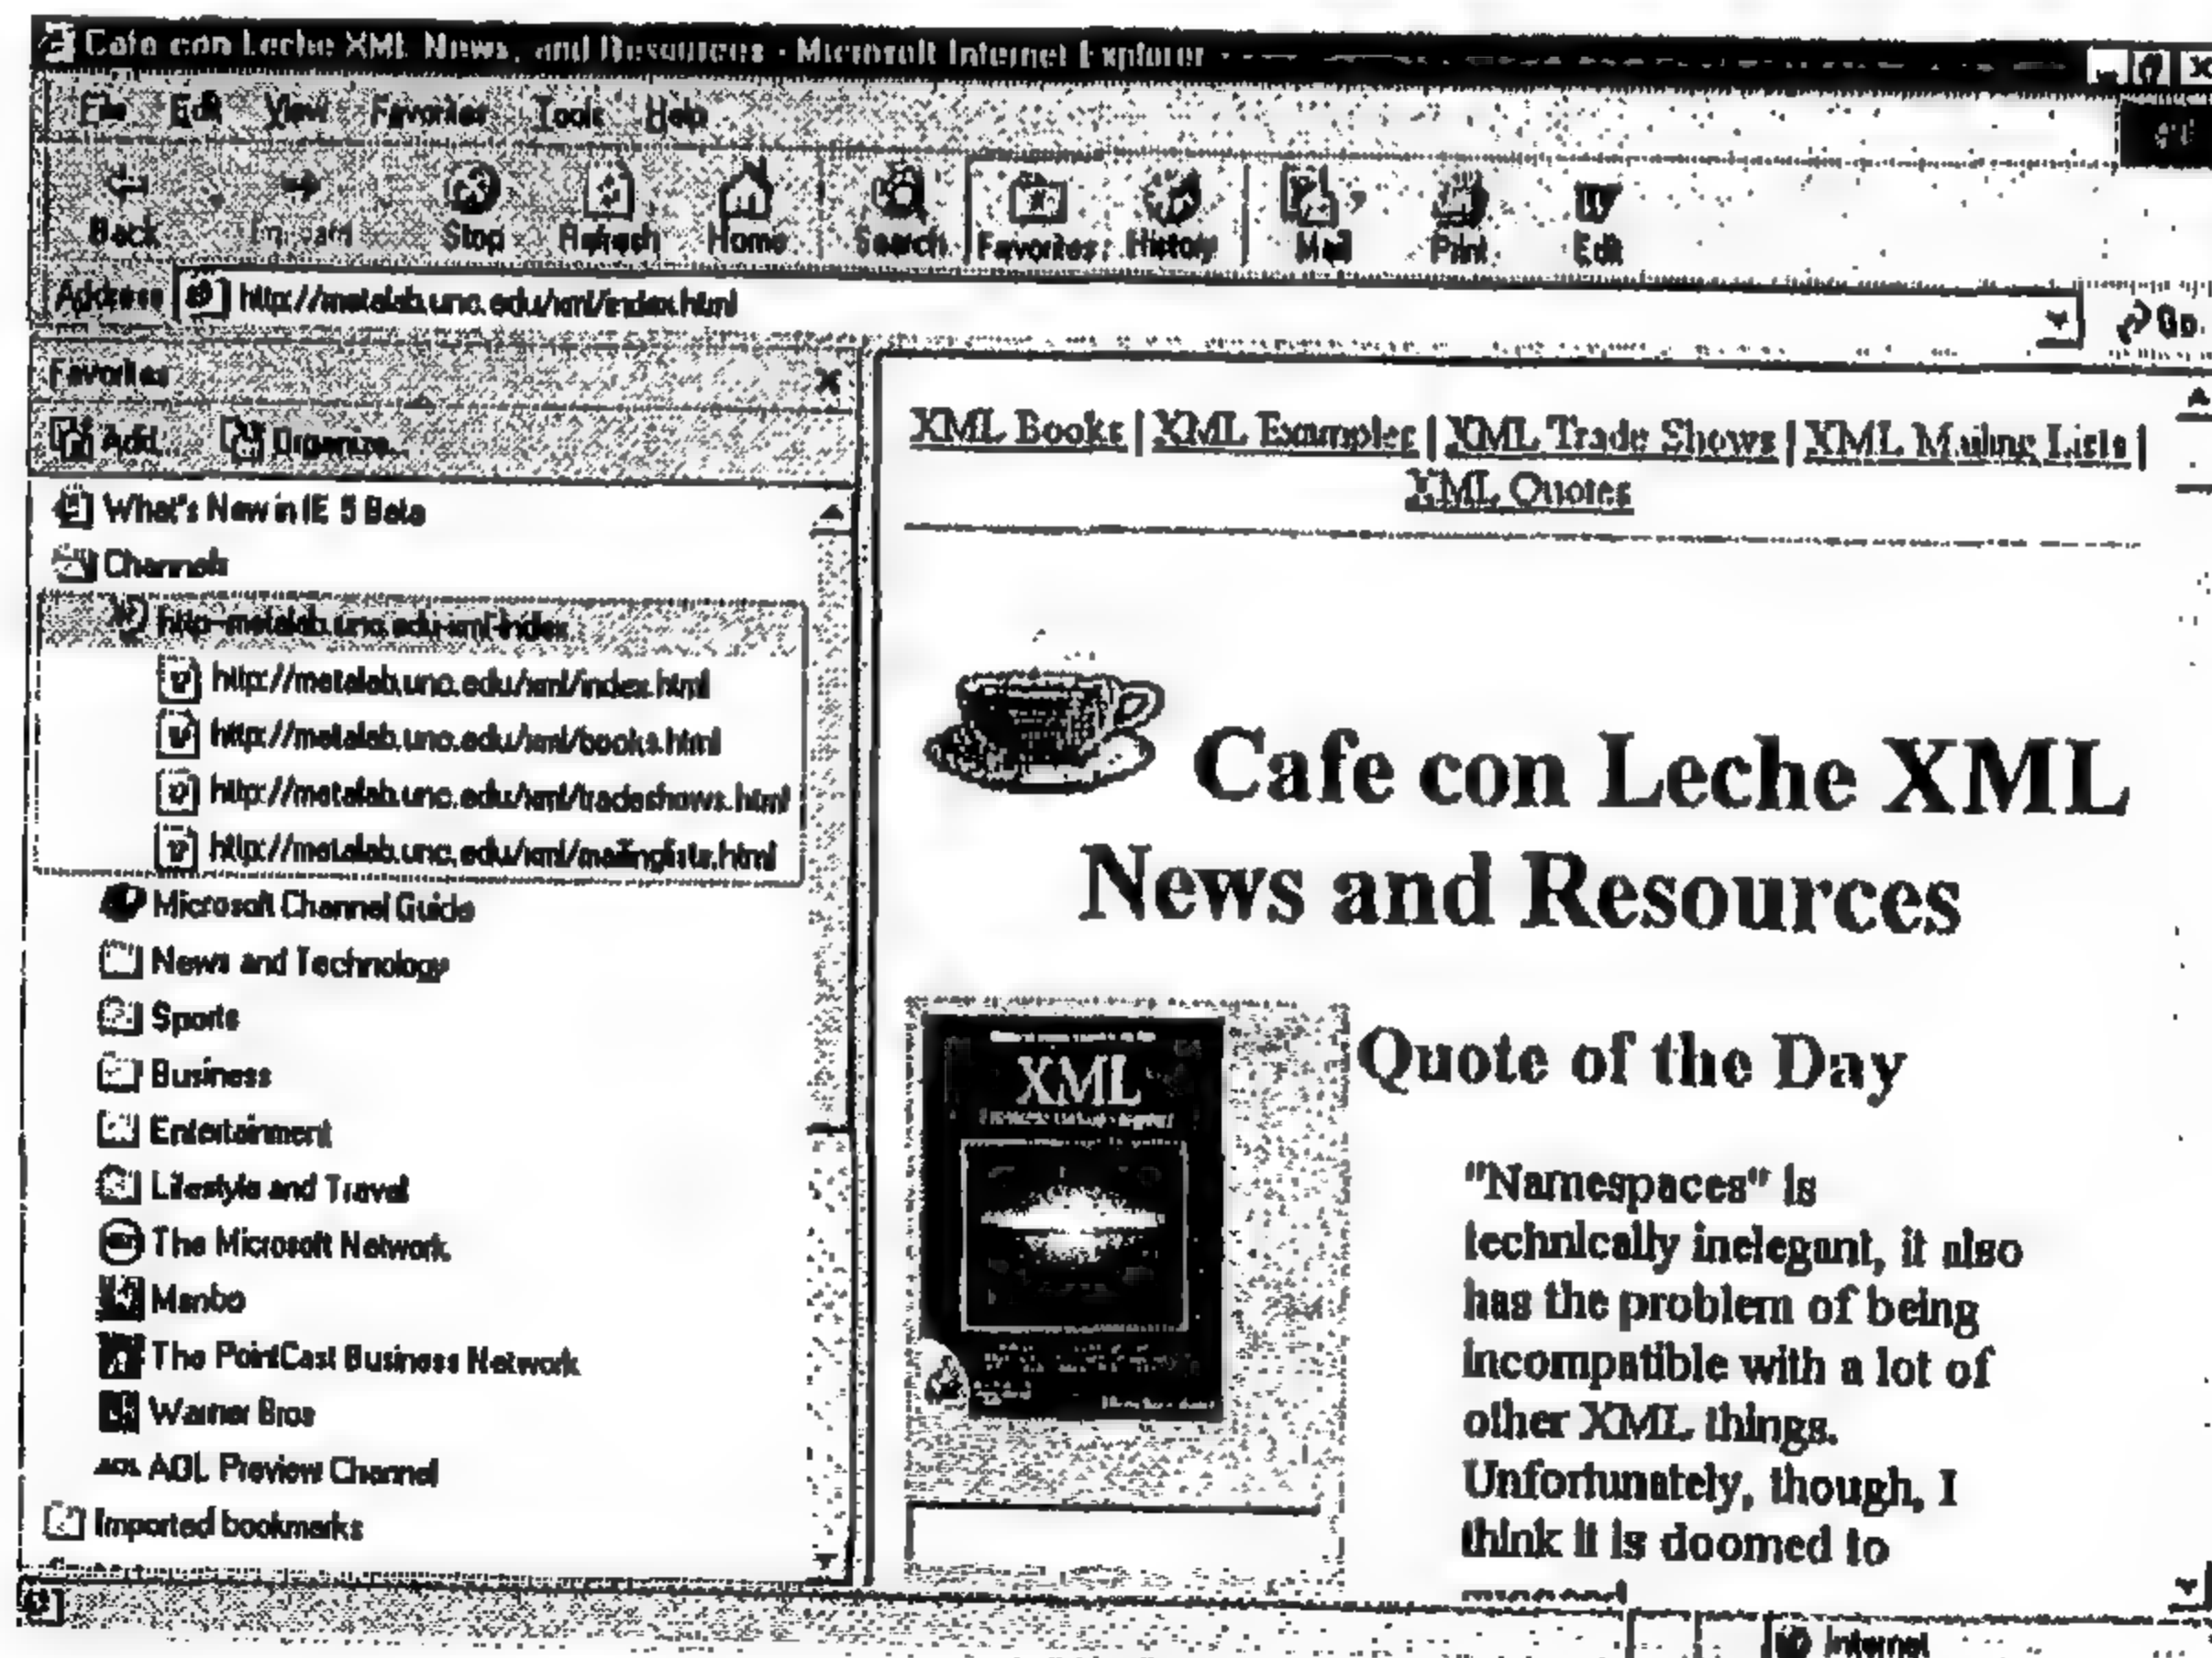 Cafe con Leche XML News, and Resources - Microsoft Internet Explorer
File Edit View Favorites Tools Help
Back Forward Stop Refresh Home Search Favorites History Mail Print Edit
Address http://metalab.unc.edu/xml/index.html Go
Favorites
Add... Organize...
What's New in IE 5 Beta
Channels
http--metalab.unc.edu-xml-index
http://metalab.unc.edu/xml/index.html
http://metalab.unc.edu/xml/books.html
http://metalab.unc.edu/xml/tradeshows.html
http://metalab.unc.edu/xml/mailinglists.html
Microsoft Channel Guide
News and Technology
Sports
Business
Entertainment
Lifestyle and Travel
The Microsoft Network
Manbo
The PointCast Business Network
Warner Bros
AOL AOL Preview Channel
Imported bookmarks
XML Books | XML Examples | XML Trade Shows | XML Mailing Lists |
XML Quotes
Cafe con Leche XML
News and Resources
XML
Quote of the Day
"Namespaces" is
technically inelegant, it also
has the problem of being
incompatible with a lot of
other XML things.
Unfortunately, though, I
think it is doomed to
Internet